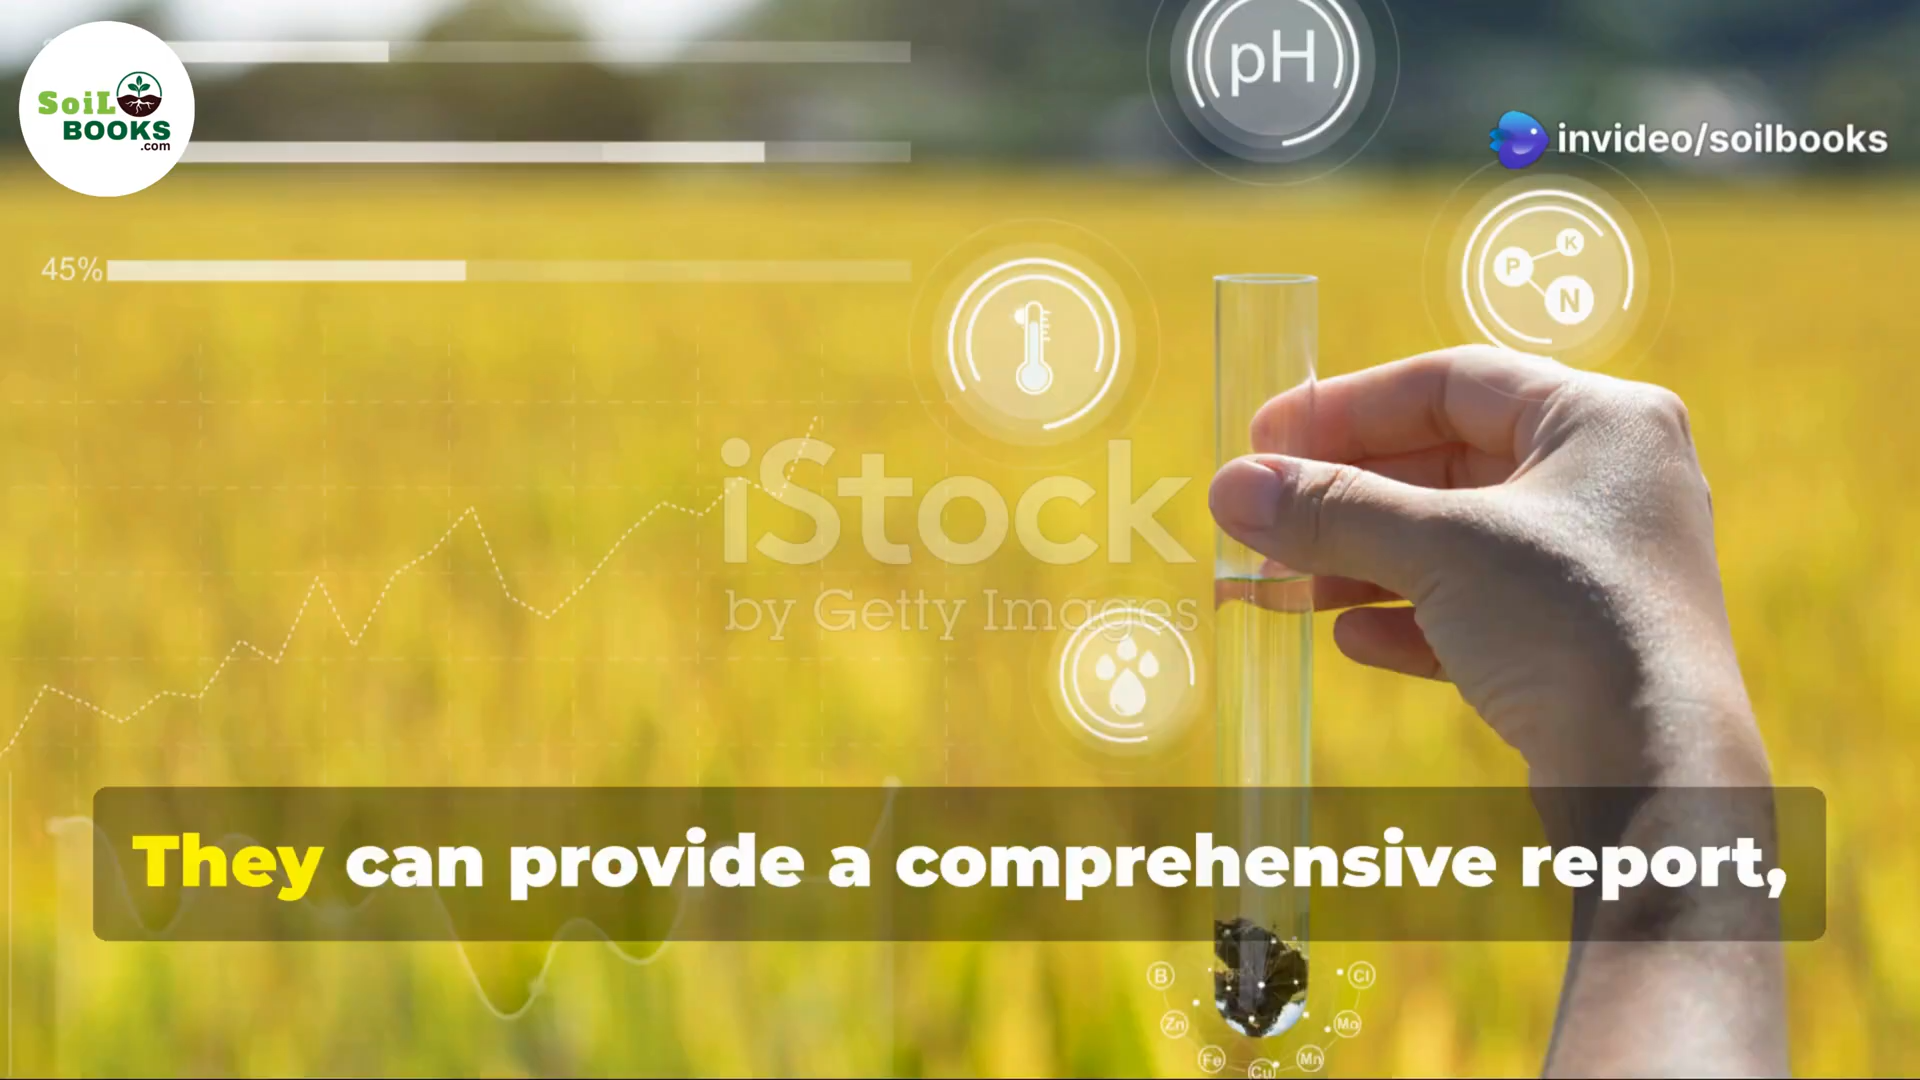 pH
SoiL
BOOKS
.com
invideo/soilbooks
K
P
N
45%
iStock
by Getty Images
They can provide a comprehensive report,
B
Cl
Zn
Mo
Fe
Mn
Cu